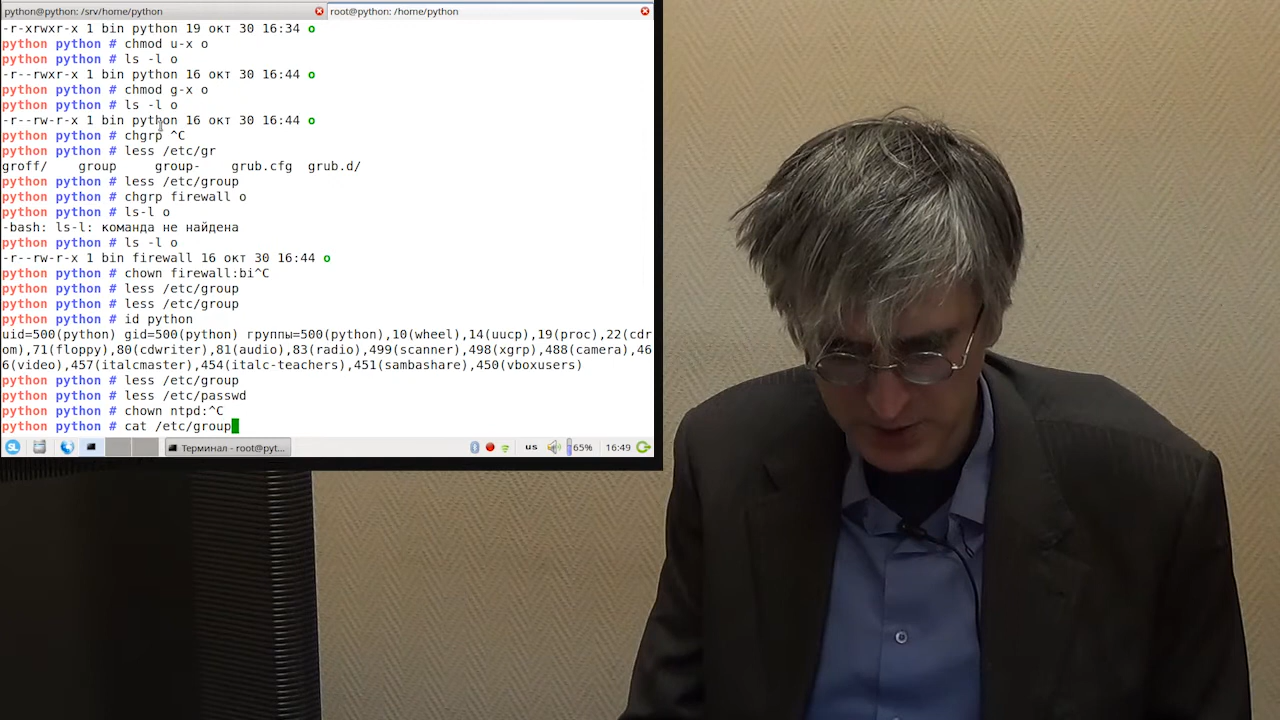 python@python: /srv/home/python
root@python: /home/python
-r-xrwxr-x 1 bin python 19 окт 30 16:34 o
python python # chmod u-x o
python python # ls -l o
-r--rwxr-x 1 bin python 16 окт 30 16:44 o
python python # chmod g-x o
python python # ls -l o
-r--rw-r-x 1 bin python 16 окт 30 16:44 o
python python # chgrp ^C
python python # less /etc/gr
groff/ group group- grub.cfg grub.d/
python python # less /etc/group
python python # chgrp firewall o
python python # ls-l o
-bash: ls-l: команда не найдена
python python # ls -l o
-r--rw-r-x 1 bin firewall 16 окт 30 16:44 o
python python # chown firewall:bi^C
python python # less /etc/group
python python # less /etc/group
python python # id python
uid=500(python) gid=500(python) группы=500(python),10(wheel),14(uucp),19(proc),22(cdr
om),71(floppy),80(cdwriter),81(audio),83(radio),499(scanner),498(xgrp),488(camera),46
6(video),457(italcmaster),454(italc-teachers),451(sambashare),450(vboxusers)
python python # less /etc/group
python python # less /etc/passwd
python python # chown ntpd:^C
python python # cat /etc/group
SL
Терминал - root@pyt...
us
65%
16:49